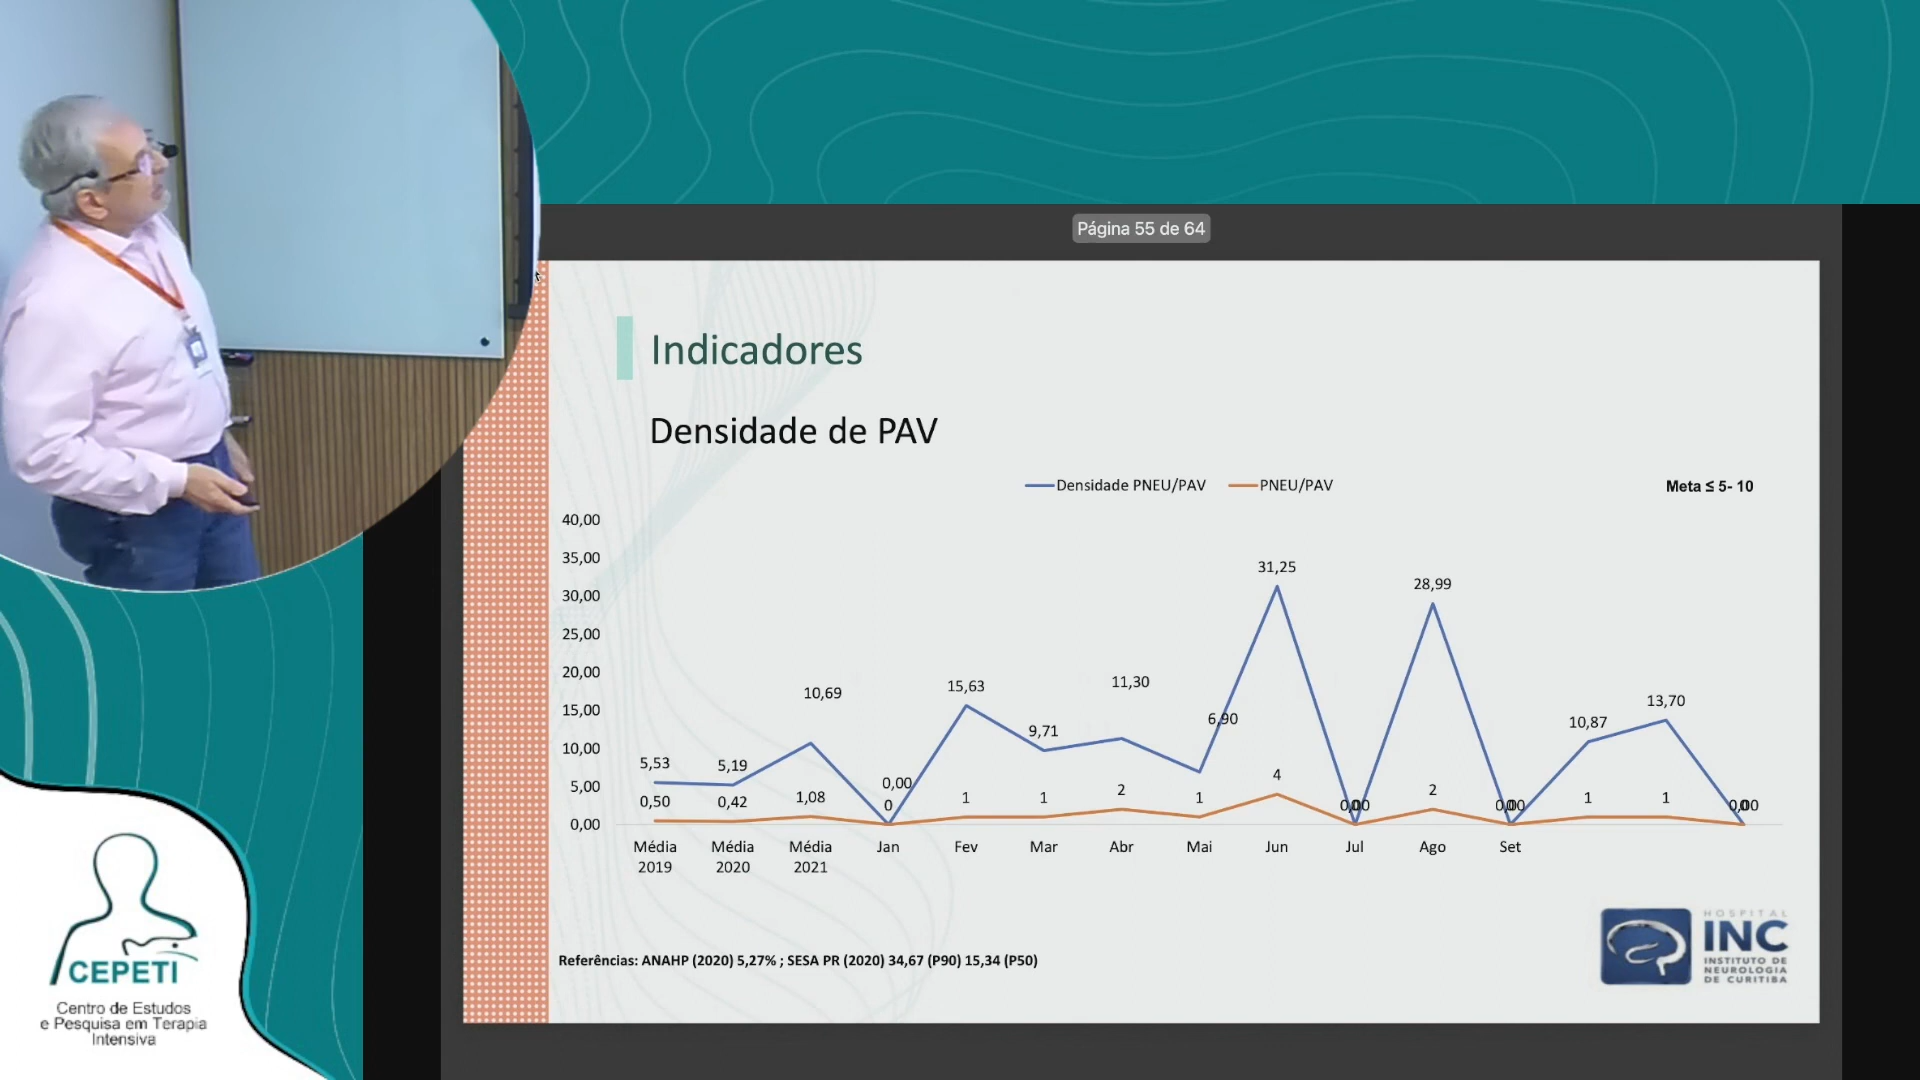 Página 55 de 64
Indicadores
Densidade de PAV
Densidade PNEU/PAV PNEU/PAV
Meta ≤ 5- 10
40,00
35,00
30,00
25,00
20,00
15,00
10,00
5,00
0,00
5,53
5,19
10,69
0,00
15,63
9,71
11,30
6,90
31,25
0,00
28,99
0,00
10,87
13,70
0,00
0,50
0,42
1,08
0
1
1
2
1
4
0
2
0
1
1
0
Média 2019
Média 2020
Média 2021
Jan
Fev
Mar
Abr
Mai
Jun
Jul
Ago
Set
Referências: ANAHP (2020) 5,27% ; SESA PR (2020) 34,67 (P90) 15,34 (P50)
HOSPITAL
INC
INSTITUTO DE
NEUROLOGIA
DE CURITIBA
CEPETI
Centro de Estudos
e Pesquisa em Terapia
Intensiva